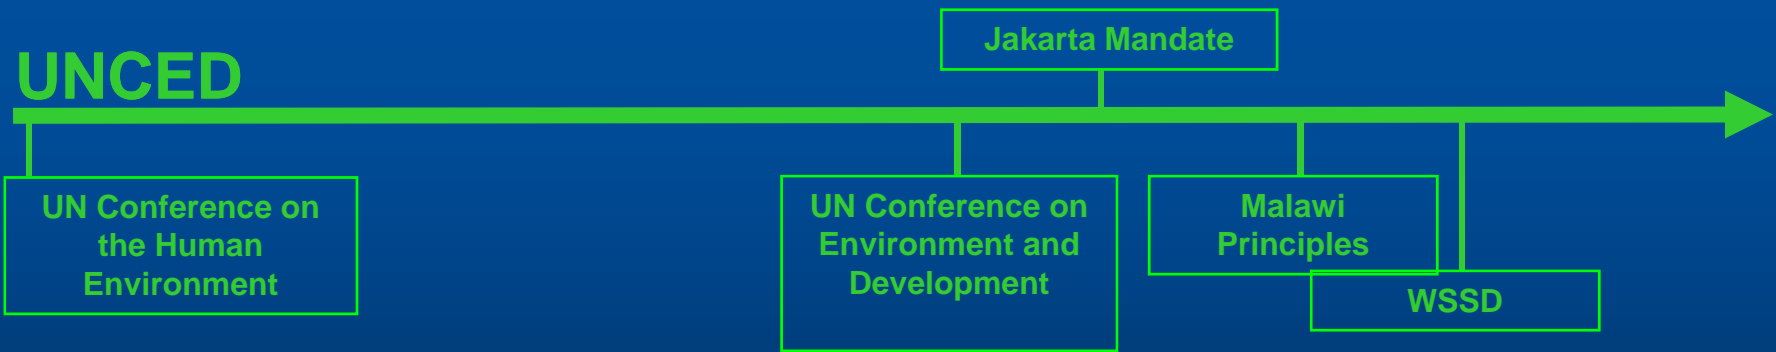 Jakarta Mandate
UNCED
UN Conference on
the Human
Environment
UN Conference on
Environment and
Development
Malawi
Principles
WSSD